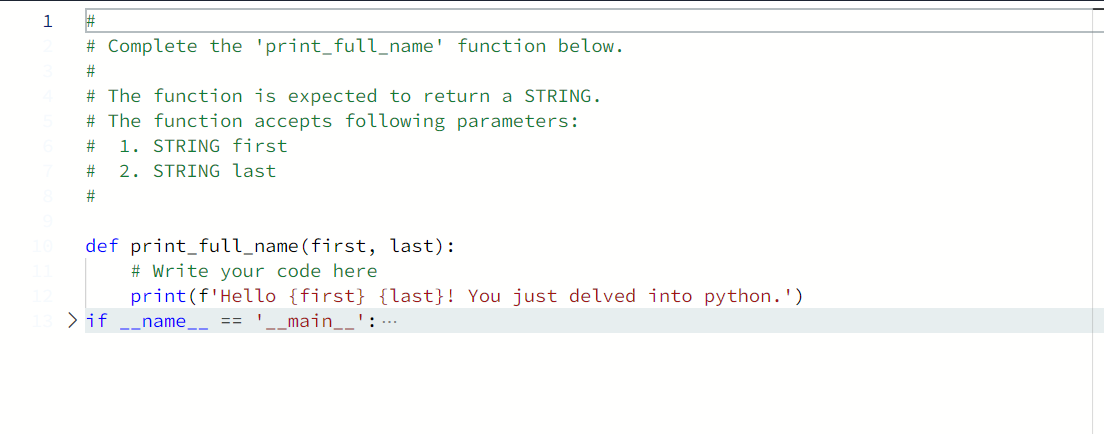 1 #
2 # Complete the 'print_full_name' function below.
3 #
4 # The function is expected to return a STRING.
5 # The function accepts following parameters:
6 #  1. STRING first
7 #  2. STRING last
8 #
9
10 def print_full_name(first, last):
11     # Write your code here
12     print(f'Hello {first} {last}! You just delved into python.')
13 > if __name__ == '__main__':···